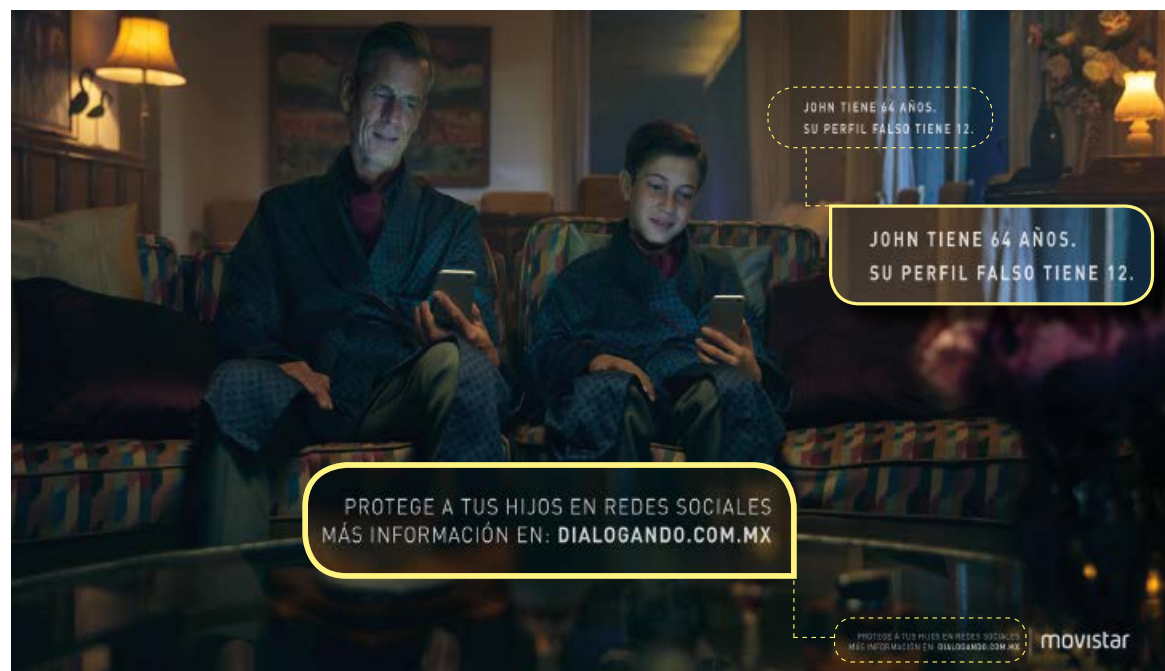 JOHN TIENE 64 AÑOS.
SU PERFIL FALSO TIENE 12.
JOHN TIENE 64 AÑOS.
SU PERFIL FALSO TIENE 12.
PROTEGE A TUS HIJOS EN REDES SOCIALES
MÁS INFORMACIÓN EN: DIALOGANDO.COM.MX
PROTEGE A TUS HIJOS EN REDES SOCIALES
MÁS INFORMACIÓN EN: DIALOGANDO.COM.MX
movistar